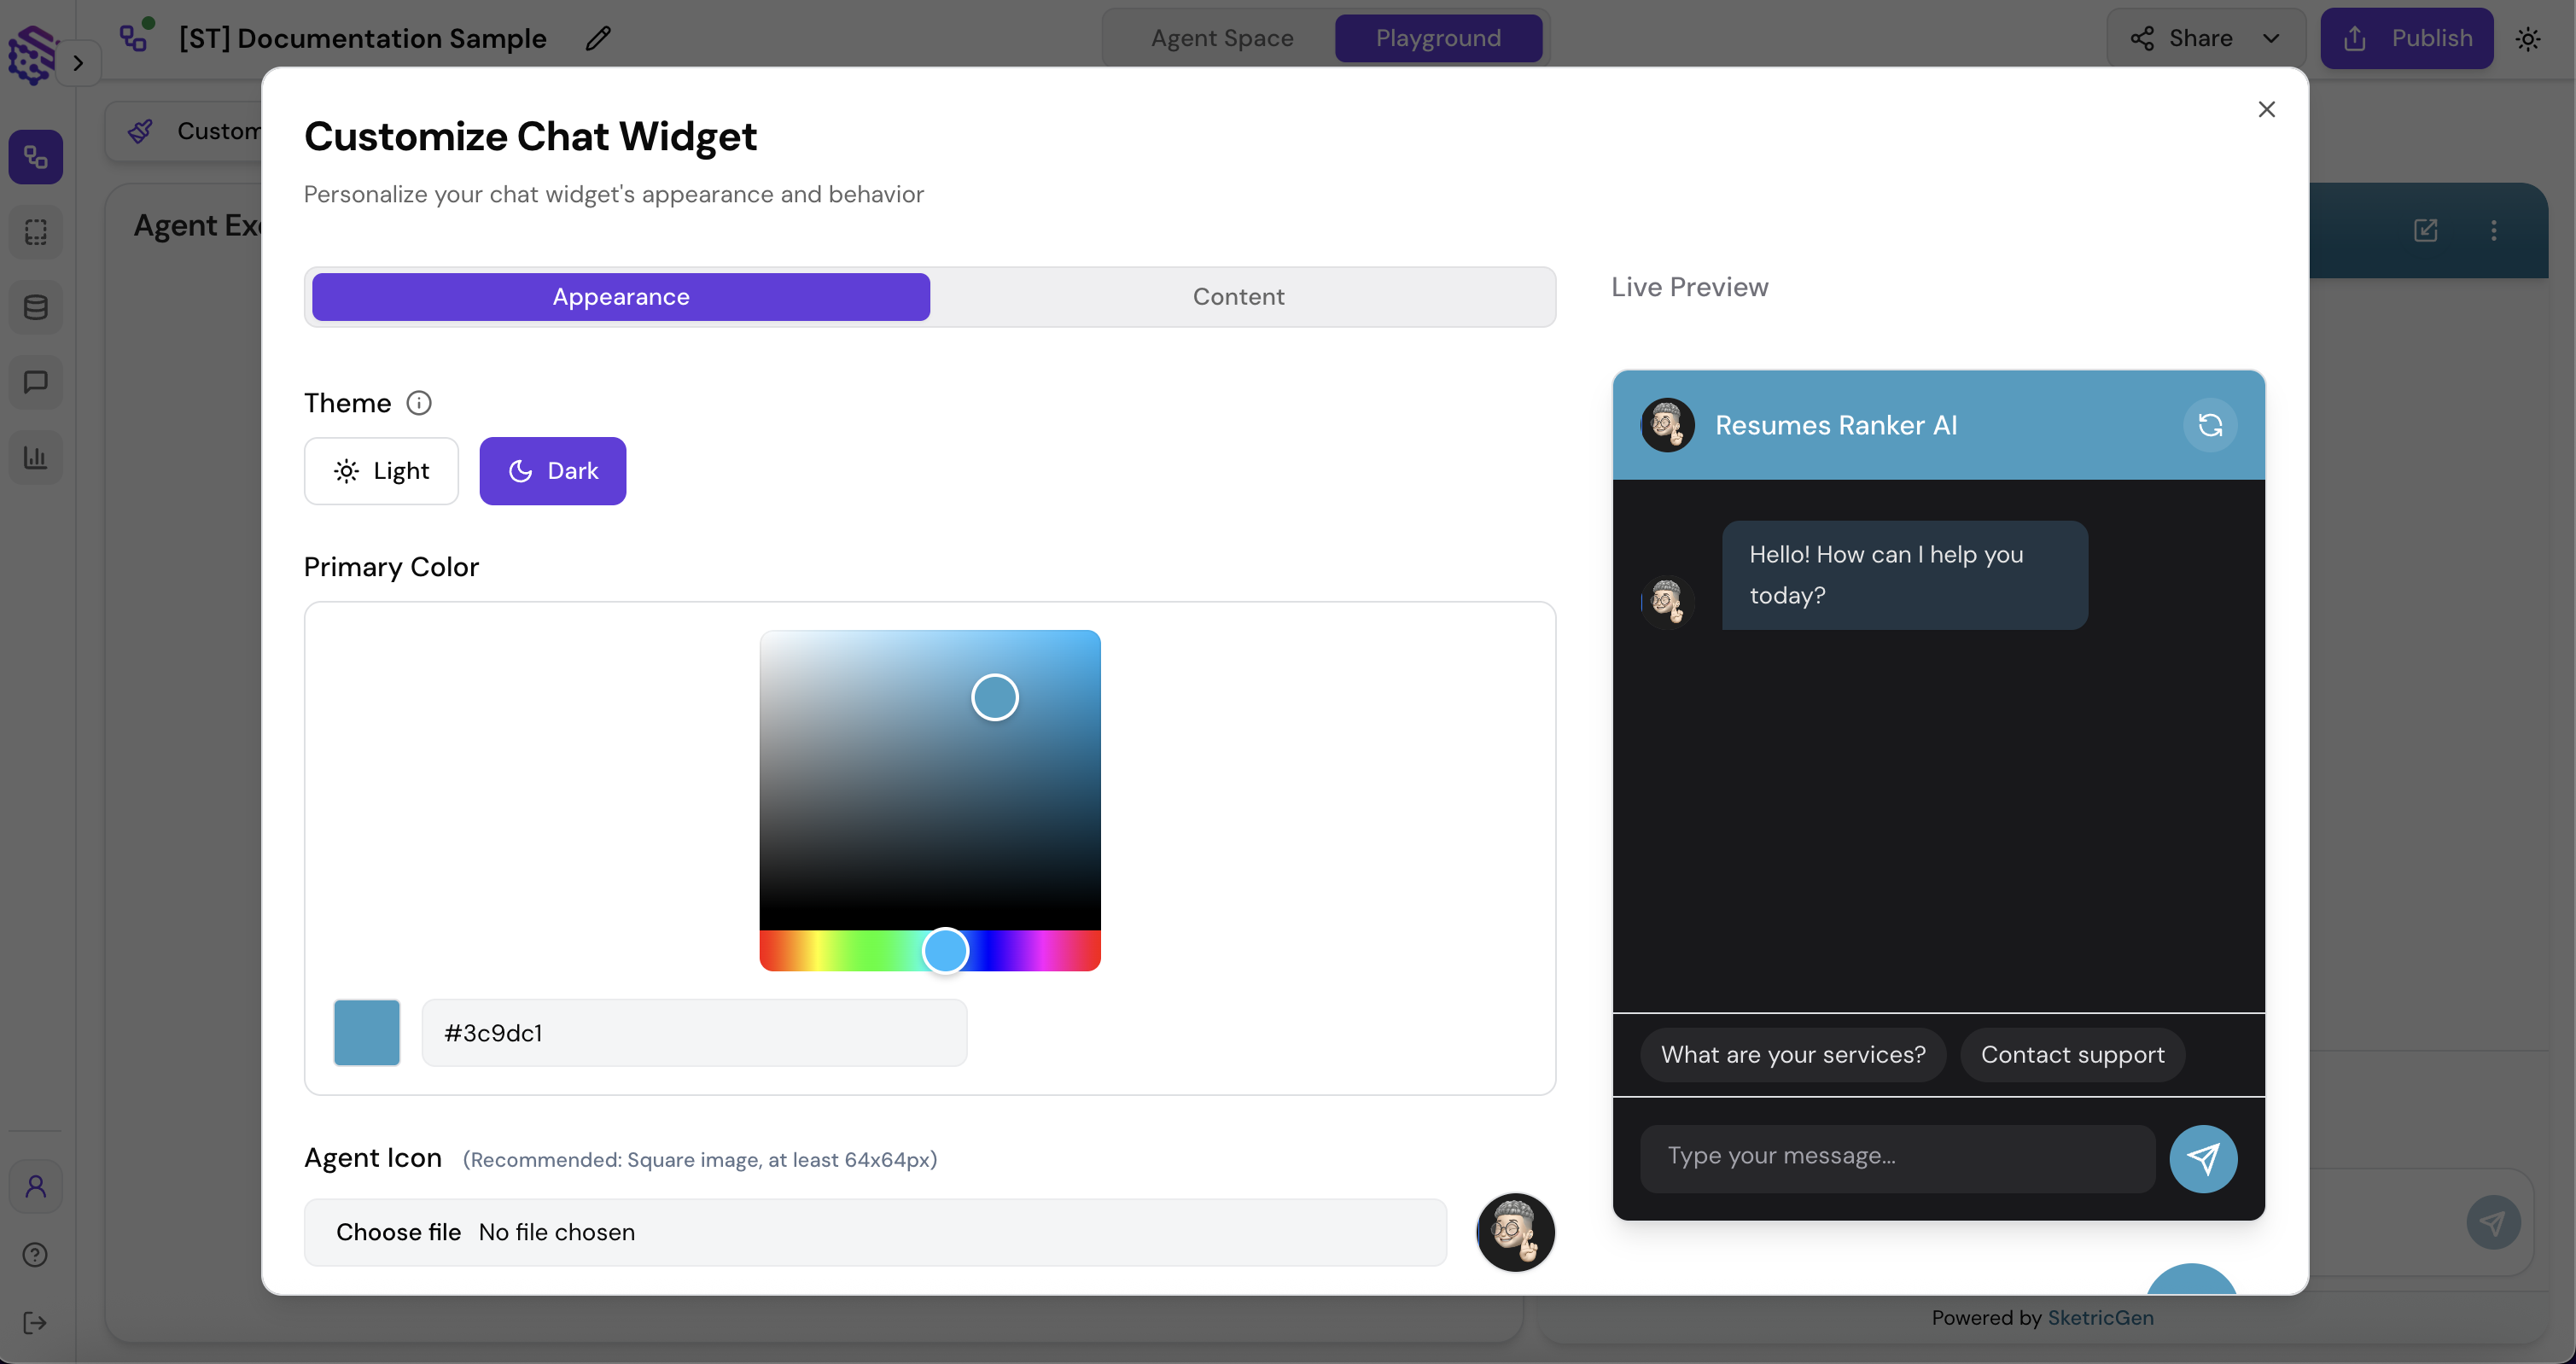 [ST] Documentation Sample
Agent Space
Playground
Share
Publish
Custom
Agent Exe
Customize Chat Widget
Personalize your chat widget's appearance and behavior
Appearance
Content
Live Preview
Theme
Light
Dark
Primary Color
#3c9dc1
Agent Icon (Recommended: Square image, at least 64x64px)
Choose file No file chosen
Resumes Ranker AI
Hello! How can I help you
today?
What are your services?
Contact support
Type your message...
Powered by SketricGen